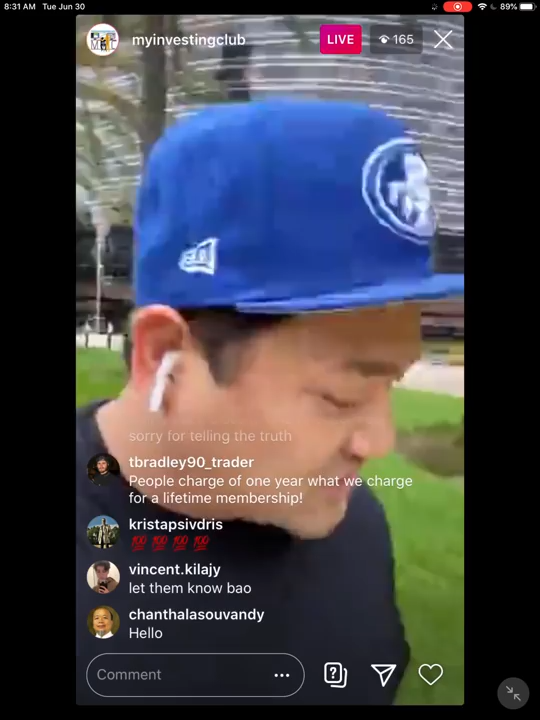 8:31 AM Tue Jun 30
89%
myinvestingclub
LIVE
165
sorry for telling the truth
tbradley90_trader
People charge of one year what we charge
for a lifetime membership!
kristapsivdris
💯 💯 💯 💯
vincent.kilajy
let them know bao
chanthalasouvandy
Hello
Comment